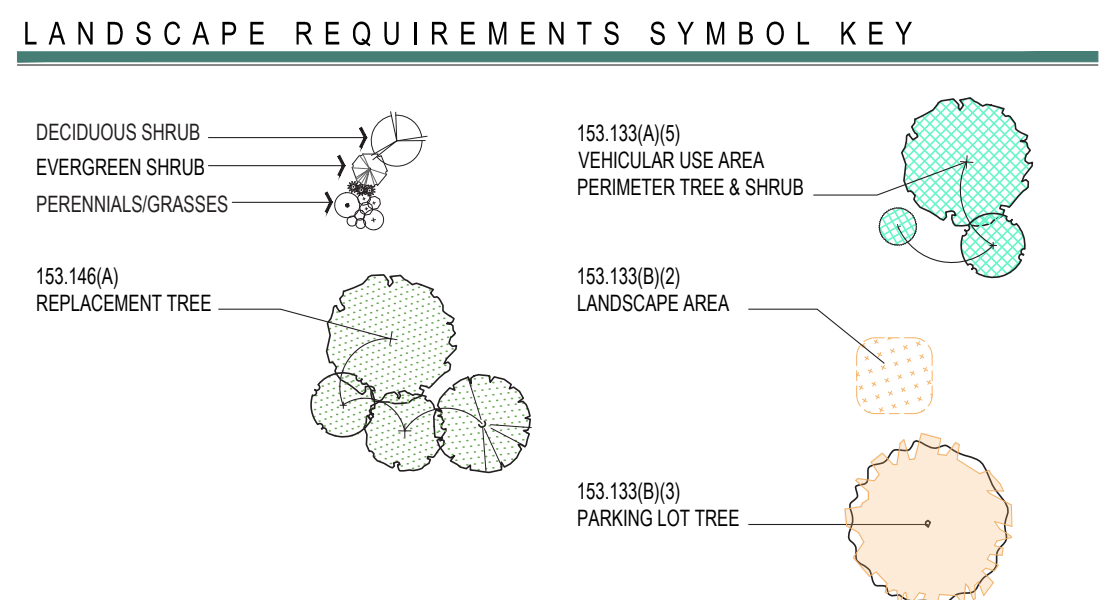 LANDSCAPE REQUIREMENTS SYMBOL KEY
DECIDUOUS SHRUB
EVERGREEN SHRUB
PERENNIALS/GRASSES
153.146(A)
REPLACEMENT TREE
153.133(A)(5)
VEHICULAR USE AREA
PERIMETER TREE & SHRUB
153.133(B)(2)
LANDSCAPE AREA
153.133(B)(3)
PARKING LOT TREE